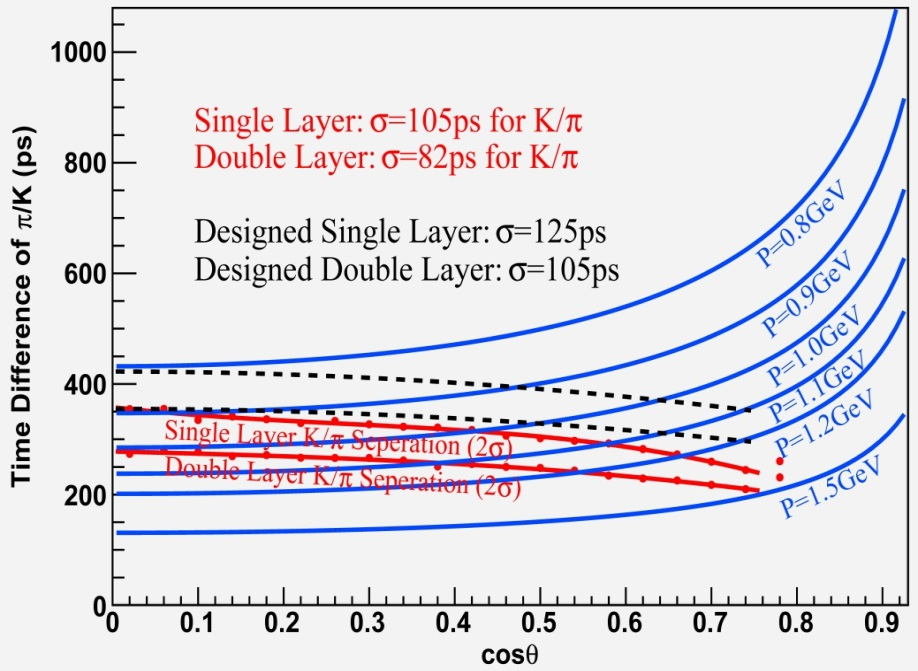 Single Layer: σ=105ps for K/π
Double Layer: σ=82ps for K/π
Designed Single Layer: σ=125ps
Designed Double Layer: σ=105ps
P=0.8GeV
P=0.9GeV
P=1.0GeV
P=1.1GeV
P=1.2GeV
P=1.5GeV
Single Layer K/π Seperation (2σ)
Double Layer K/π Seperation (2σ)
Time Difference of π/K (ps)
1000
800
600
400
200
0
0 0.1 0.2 0.3 0.4 0.5 0.6 0.7 0.8 0.9
cosθ